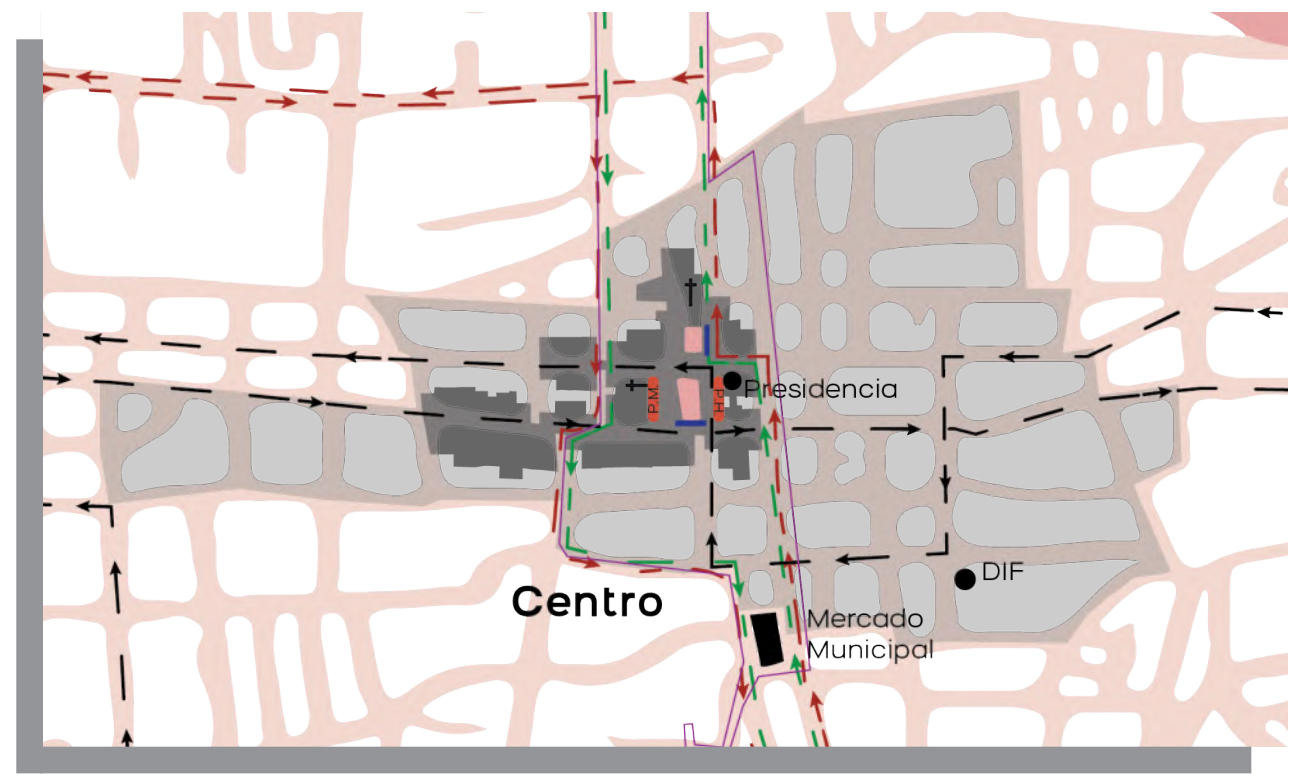 P.M.
P.H
Presidencia
DIF
Centro
Mercado
Municipal